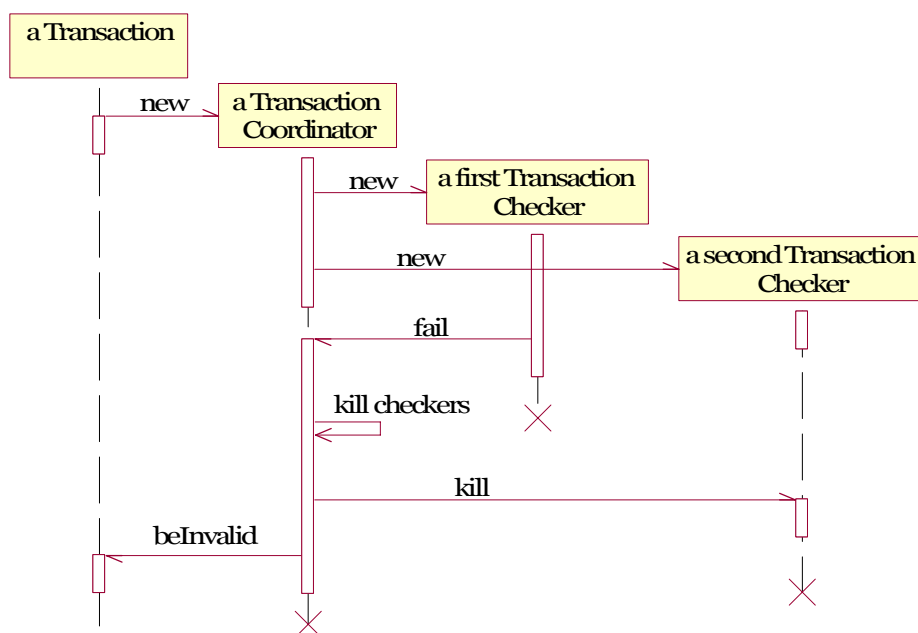 a Transaction
new
a Transaction
Coordinator
new
a first Transaction
Checker
new
a second Transaction
Checker
fail
kill checkers
kill
beInvalid